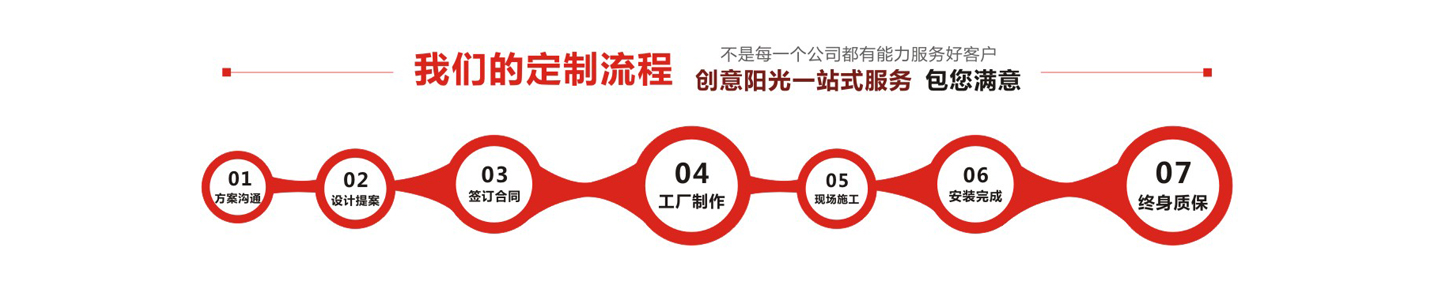 我们的定制流程
不是每一个公司都有能力服务好客户
创意阳光一站式服务 包您满意
01
方案沟通
02
设计提案
03
签订合同
04
工厂制作
05
现场施工
06
安装完成
07
终身质保